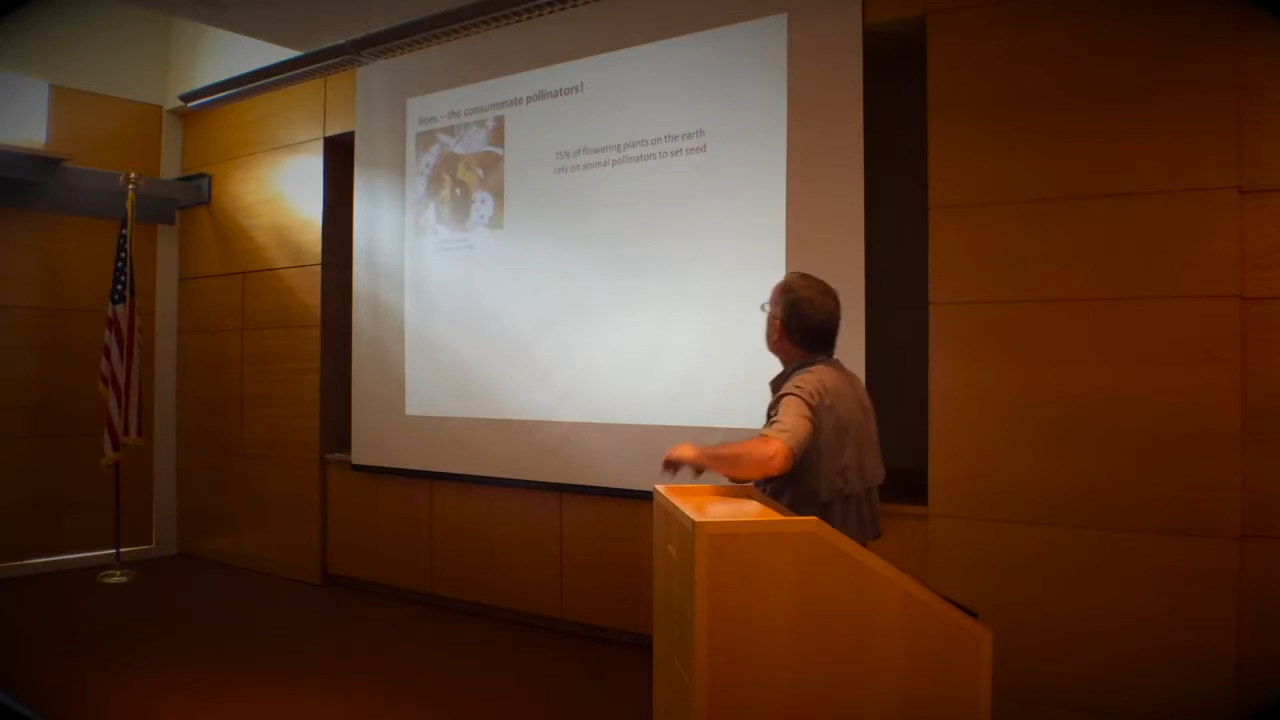 Bees – the consummate pollinators!
75% of flowering plants on the earth
rely on animal pollinators to set seed